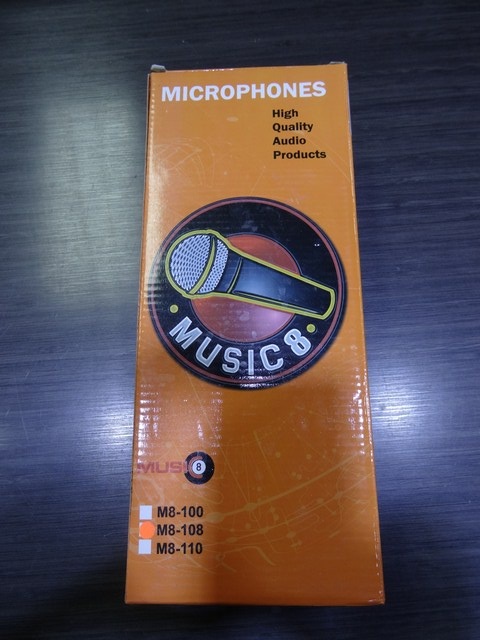 MICROPHONES
High
Quality
Audio
Products
MUSIC 8
MUSIC 8
M8-100
M8-108
M8-110